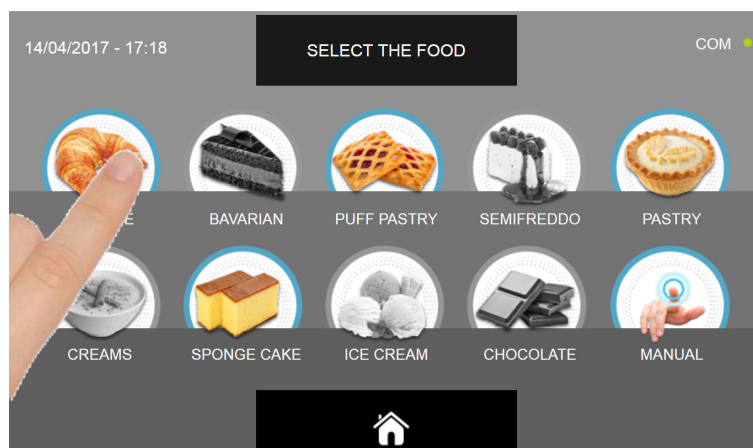 14/04/2017 - 17:18
SELECT THE FOOD
COM
BAVARIAN
PUFF PASTRY
SEMIFREDDO
PASTRY
CREAMS
SPONGE CAKE
ICE CREAM
CHOCOLATE
MANUAL